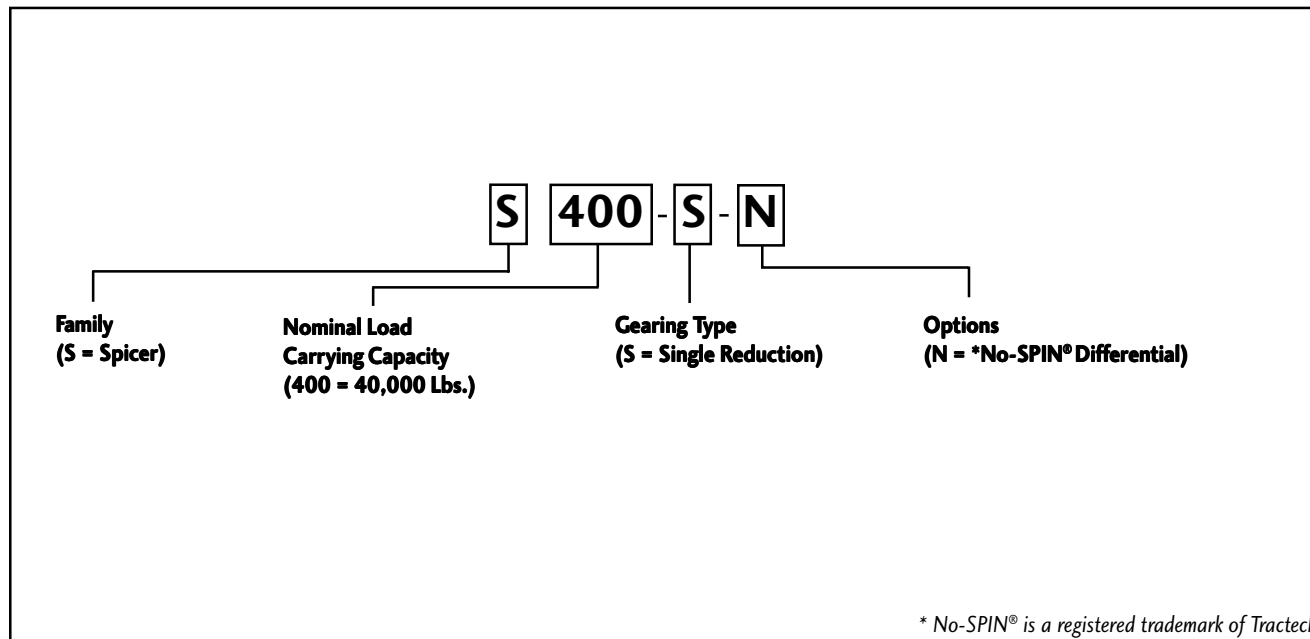 S 400 - S - N
Family
(S = Spicer)
Nominal Load
Carrying Capacity
(400 = 40,000 Lbs.)
Gearing Type
(S = Single Reduction)
Options
(N = *No-SPIN® Differential)
* No-SPIN® is a registered trademark of Tractech